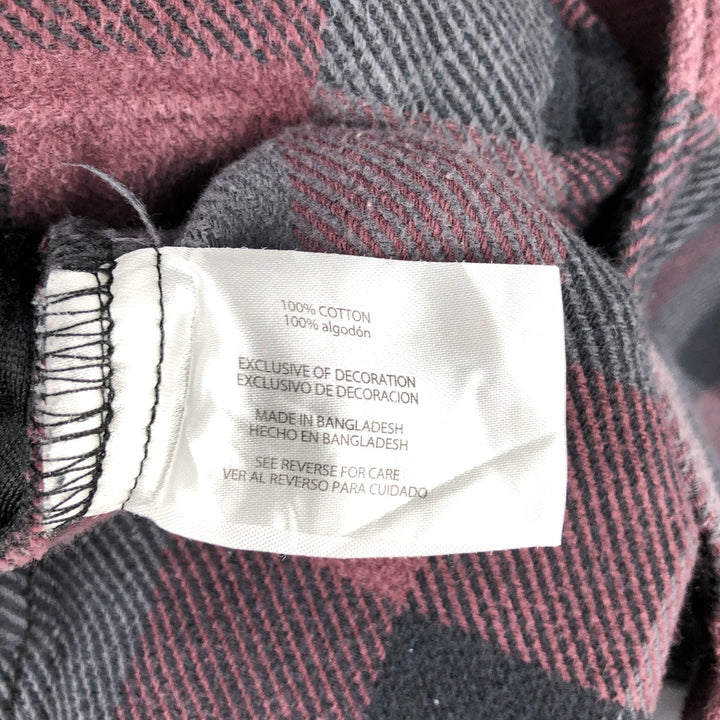 100% COTTON
100% algodón
EXCLUSIVE OF DECORATION
EXCLUSIVO DE DECORACION
MADE IN BANGLADESH
HECHO EN BANGLADESH
SEE REVERSE FOR CARE
VER AL REVERSO PARA CUIDADO